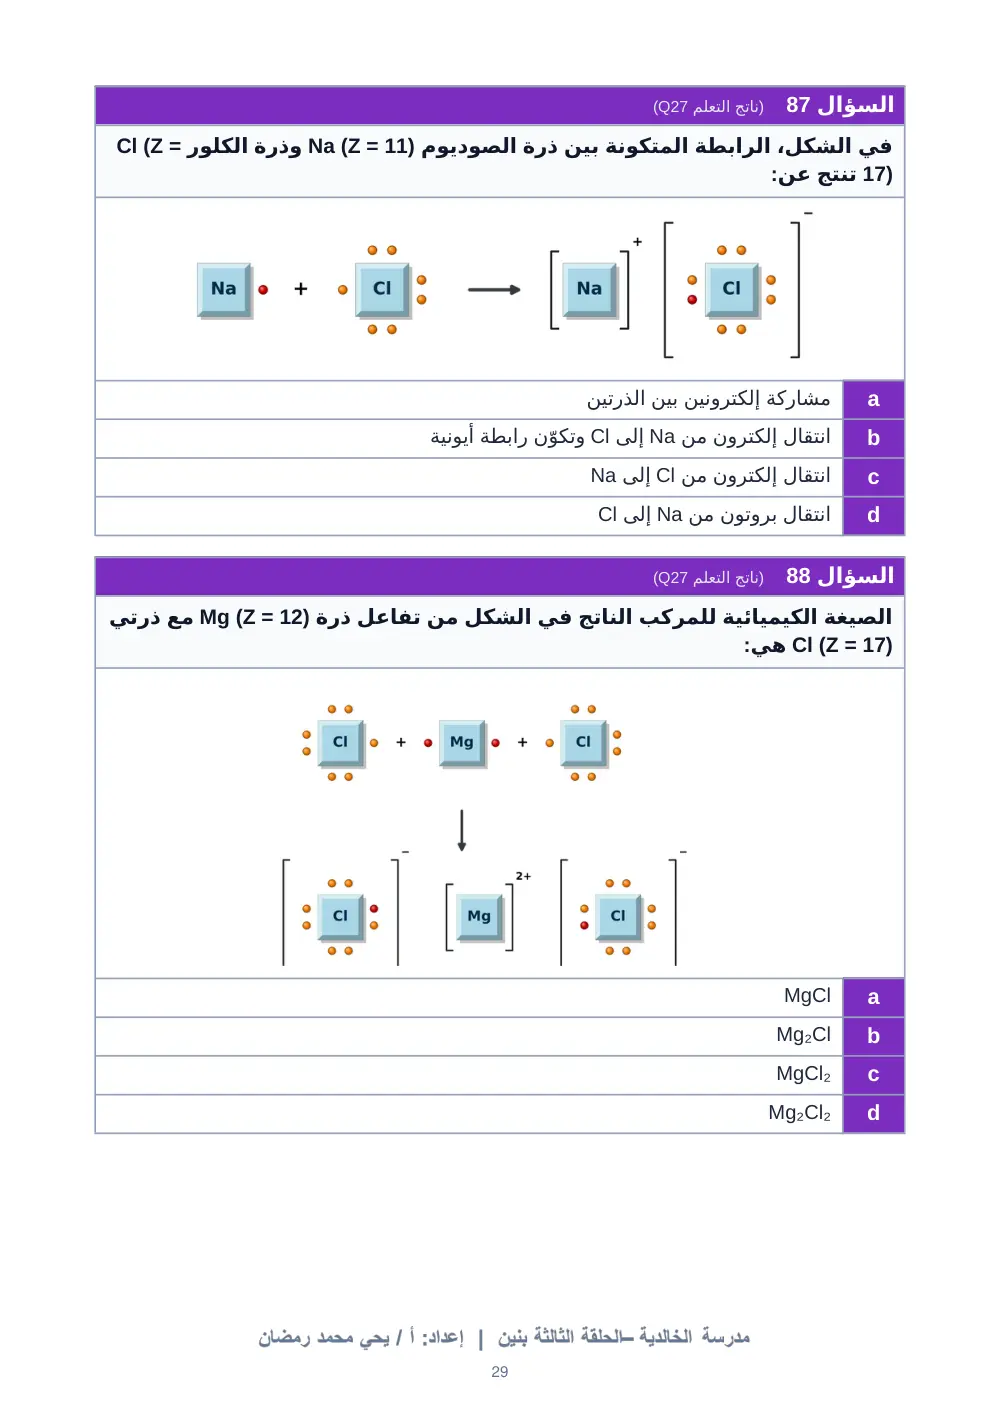 السؤال 87 (ناتج التعلم Q27)
في الشكل، الرابطة المتكونة بين ذرة الصوديوم Na (Z = 11) وذرة الكلور Cl (Z =
17) تنتج عن:
Na + Cl → [Na]+ [Cl]−
a مشاركة إلكترونين بين الذرتين
b انتقال إلكترون من Na إلى Cl وتكوّن رابطة أيونية
c انتقال إلكترون من Cl إلى Na
d انتقال بروتون من Na إلى Cl
السؤال 88 (ناتج التعلم Q27)
الصيغة الكيميائية للمركب الناتج في الشكل من تفاعل ذرة Mg (Z = 12) مع ذرتي
Cl (Z = 17) هي:
Cl + Mg + Cl
[Cl]− [Mg]2+ [Cl]−
a MgCl
b Mg₂Cl
c MgCl₂
d Mg₂Cl₂
مدرسة الخالدية –الحلقة الثالثة بنين | إعداد: أ / يحي محمد رمضان
29